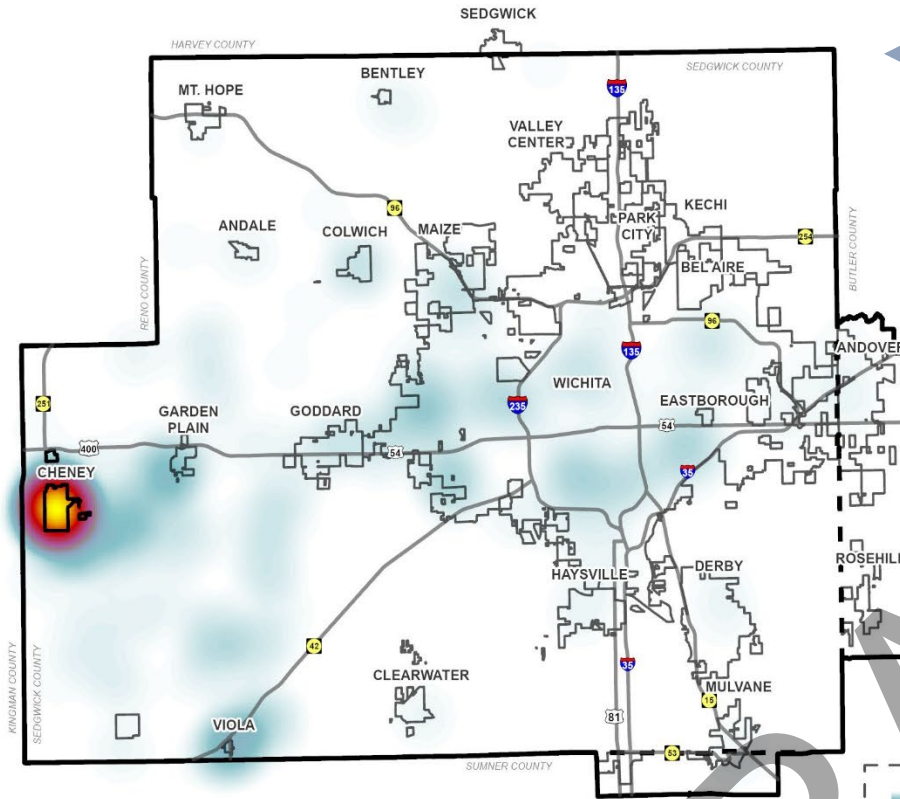 SEDGWICK
HARVEY COUNTY
SEDGWICK COUNTY
BENTLEY
MT. HOPE
135
VALLEY
CENTER
96
KECHI
PARK
CITY
ANDALE
COLWICH
MAIZE
254
BEL AIRE
BUTLER COUNTY
RENO COUNTY
96
135
ANDOVER
WICHITA
251
235
EASTBOROUGH
GARDEN
PLAIN
GODDARD
54
400
54
CHENEY
35
HAYSVILLE
DERBY
ROSEHILL
42
KINGMAN COUNTY
SEDGWICK COUNTY
CLEARWATER
35
MULVANE
15
VIOLA
81
53
SUMNER COUNTY